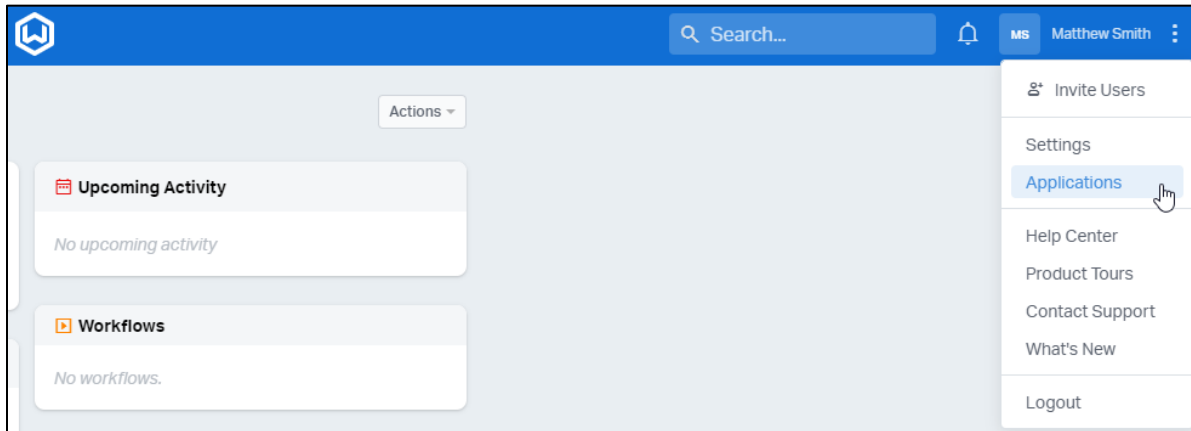 Search...
MS
Matthew Smith
Actions
Upcoming Activity
No upcoming activity
Workflows
No workflows.
Invite Users
Settings
Applications
Help Center
Product Tours
Contact Support
What's New
Logout